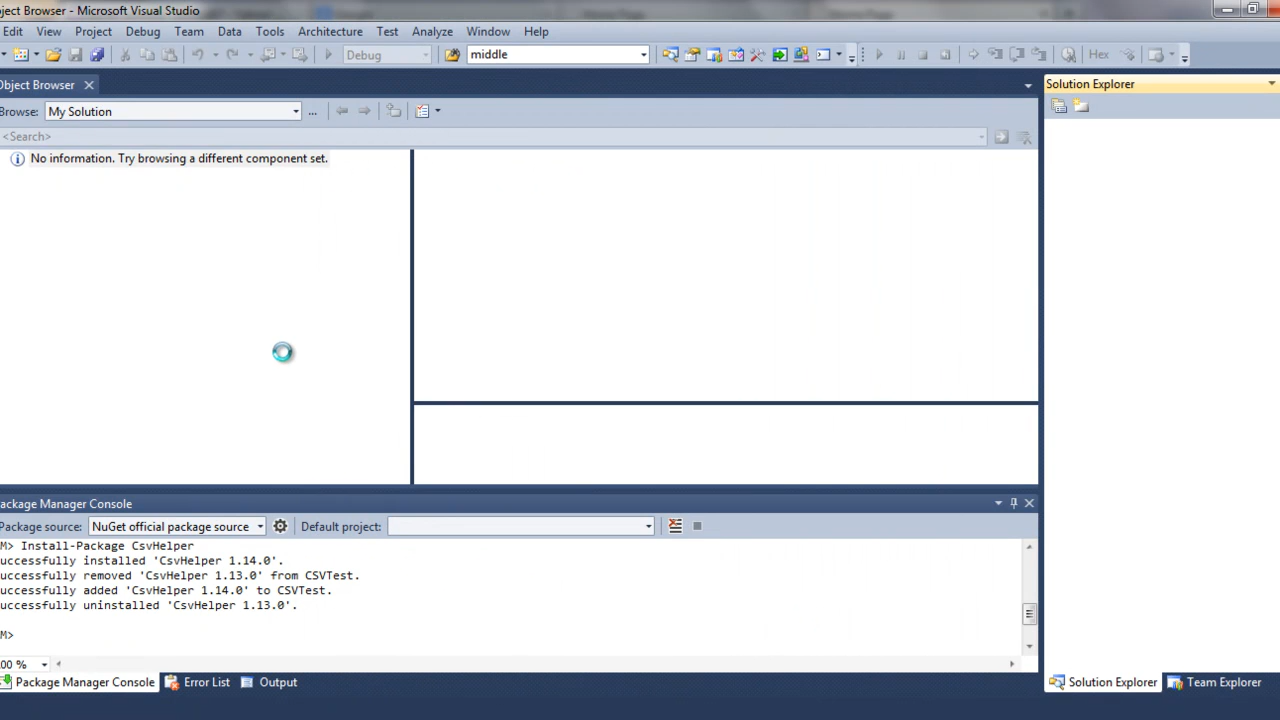 bject Browser - Microsoft Visual Studio
Edit View Project Debug Team Data Tools Architecture Test Analyze Window Help
Debug middle Hex
Object Browser
Browse: My Solution ...
<Search>
No information. Try browsing a different component set.
Solution Explorer
ackage Manager Console
Package source: NuGet official package source Default project:
M> Install-Package CsvHelper
uccessfully installed 'CsvHelper 1.14.0'.
uccessfully removed 'CsvHelper 1.13.0' from CSVTest.
uccessfully added 'CsvHelper 1.14.0' to CSVTest.
uccessfully uninstalled 'CsvHelper 1.13.0'.
M>
00 %
Package Manager Console Error List Output
Solution Explorer Team Explorer